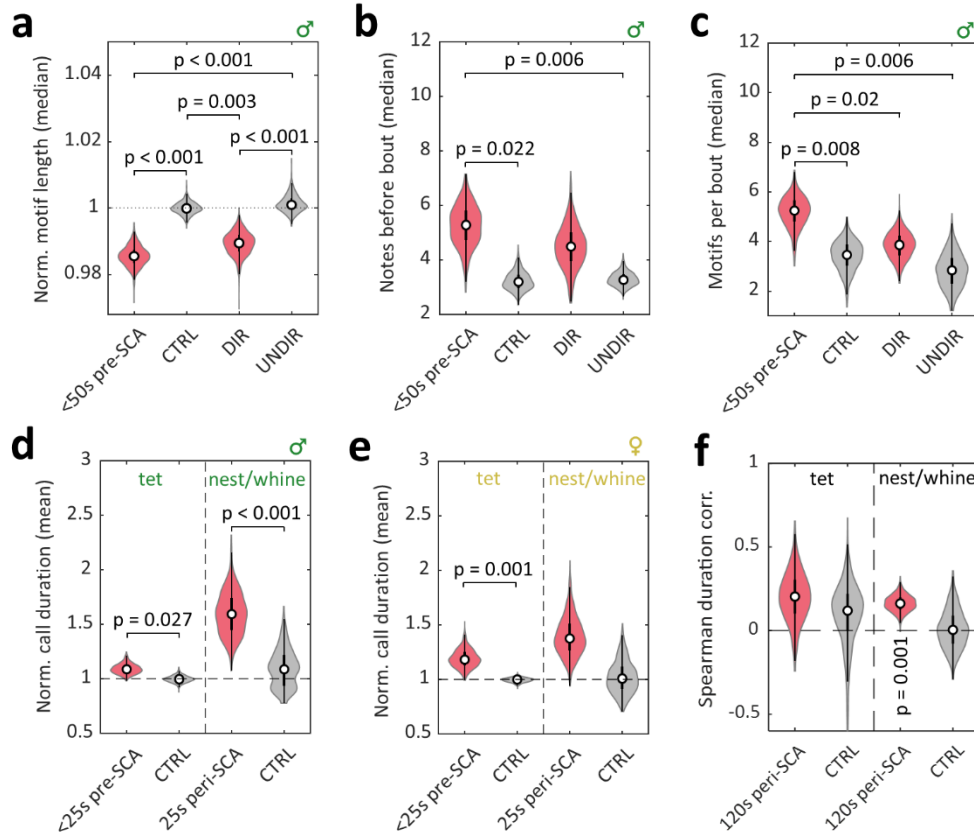 a
♂
Norm. motif length (median)
1.04
1.02
1
0.98
p < 0.001
p = 0.003
p < 0.001
p < 0.001
<50s pre-SCA
CTRL
DIR
UNDIR
b
♂
Notes before bout (median)
12
10
8
6
4
2
p = 0.006
p = 0.022
<50s pre-SCA
CTRL
DIR
UNDIR
c
♂
Motifs per bout (median)
12
10
8
6
4
2
p = 0.006
p = 0.02
p = 0.008
<50s pre-SCA
CTRL
DIR
UNDIR
d
♂
Norm. call duration (mean)
3
2.5
2
1.5
1
0.5
tet
nest/whine
p < 0.001
p = 0.027
<25s pre-SCA
CTRL
25s peri-SCA
CTRL
e
♀
Norm. call duration (mean)
3
2.5
2
1.5
1
0.5
tet
nest/whine
p = 0.001
<25s pre-SCA
CTRL
25s peri-SCA
CTRL
f
Spearman duration corr.
1
0.5
0
-0.5
tet
nest/whine
p = 0.001
120s peri-SCA
CTRL
120s peri-SCA
CTRL